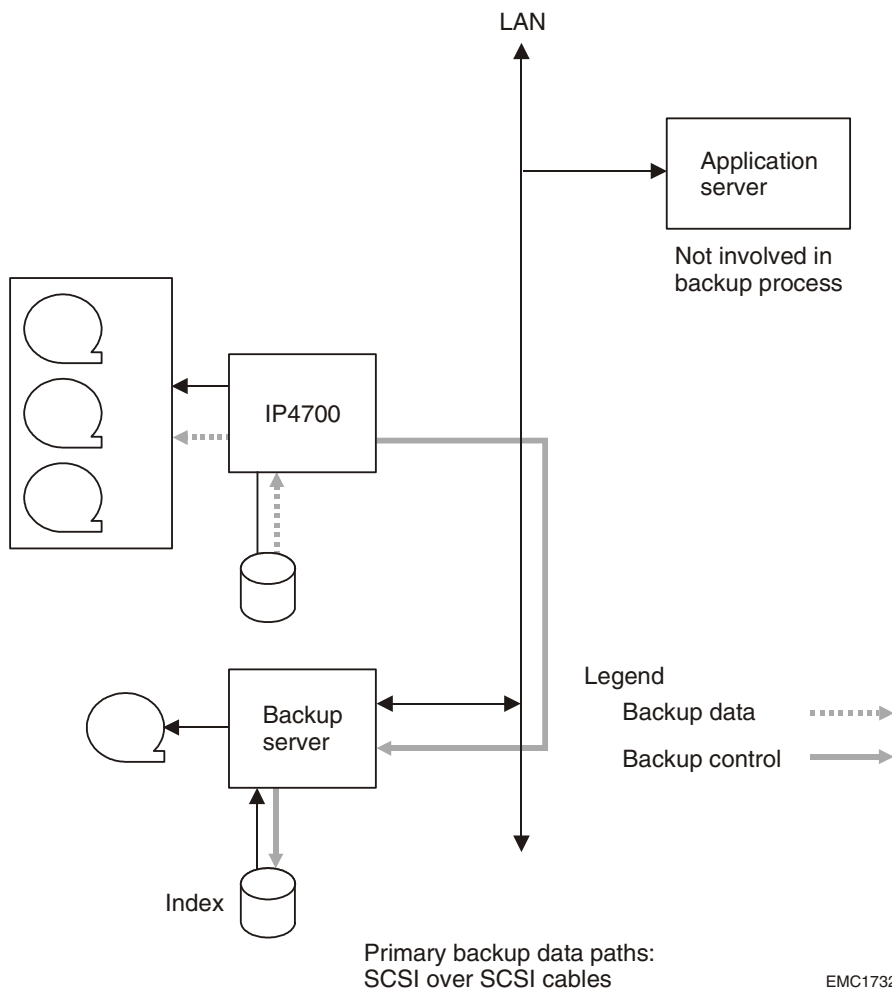 LAN
Application
server
Not involved in
backup process
IP4700
Backup
server
Legend
Backup data
Backup control
Index
Primary backup data paths:
SCSI over SCSI cables
EMC1732